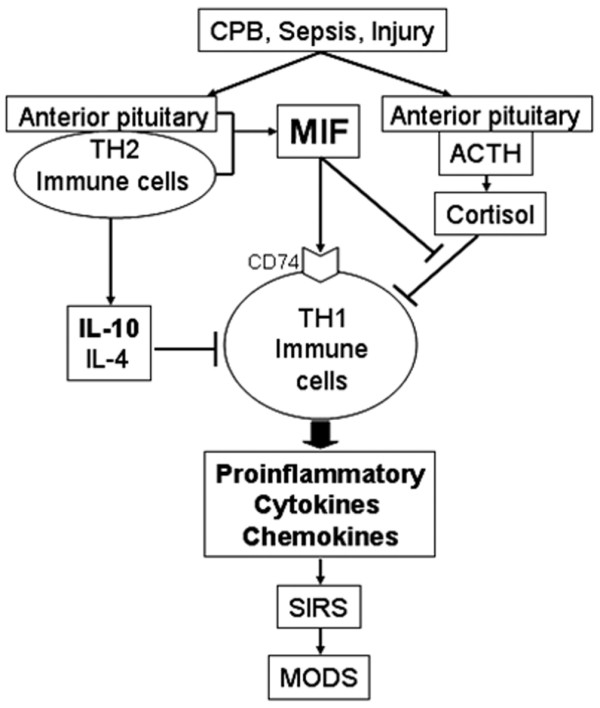 CPB, Sepsis, Injury
Anterior pituitary
TH2
Immune cells
MIF
Anterior pituitary
ACTH
Cortisol
CD74
IL-10
IL-4
TH1
Immune
cells
Proinflammatory
Cytokines
Chemokines
SIRS
MODS